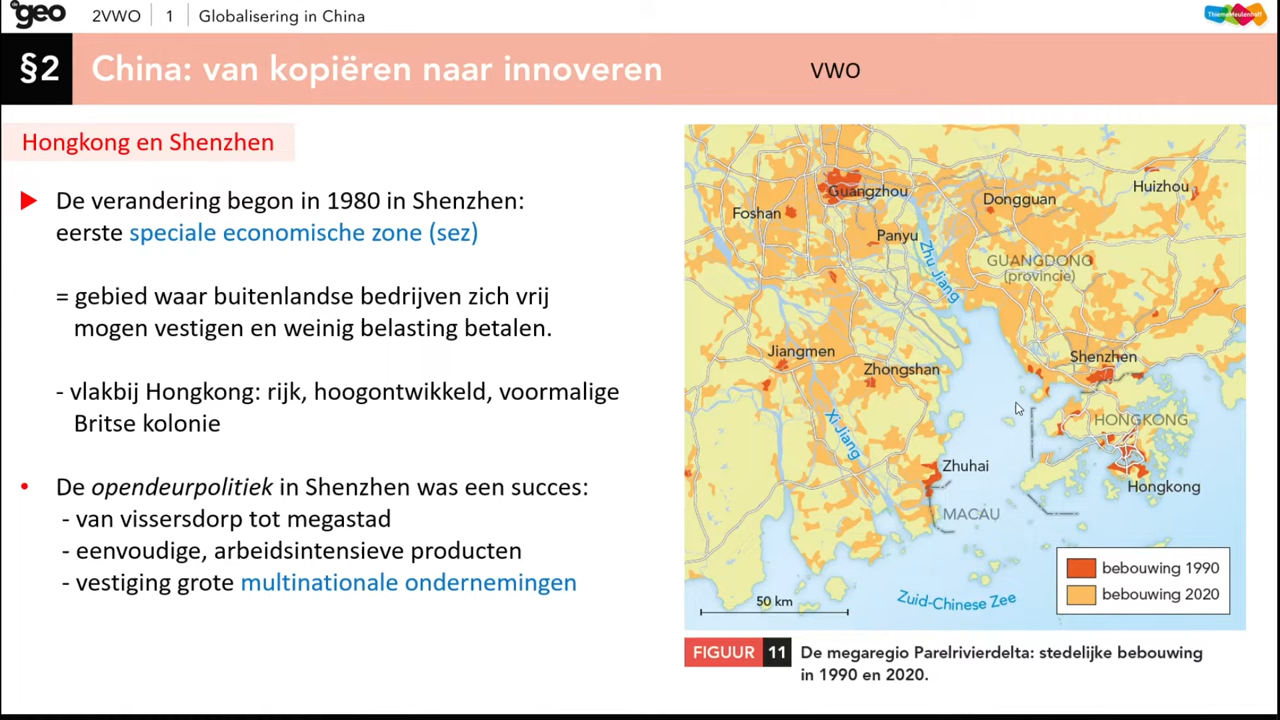 geo 2VWO 1 Globalisering in China ThiemeMeulenhoff
§2 China: van kopiëren naar innoveren VWO
Hongkong en Shenzhen
De verandering begon in 1980 in Shenzhen:
eerste speciale economische zone (sez)
= gebied waar buitenlandse bedrijven zich vrij
mogen vestigen en weinig belasting betalen.
- vlakbij Hongkong: rijk, hoogontwikkeld, voormalige
Britse kolonie
• De opendeurpolitiek in Shenzhen was een succes:
- van vissersdorp tot megastad
- eenvoudige, arbeidsintensieve producten
- vestiging grote multinationale ondernemingen
Guangzhou
Huizhou
Dongguan
Foshan
Panyu
Zhu Jiang
GUANGDONG
(provincie)
Jiangmen
Shenzhen
Zhongshan
Xi Jiang
HONGKONG
Zhuhai
Hongkong
MACAU
bebouwing 1990
bebouwing 2020
50 km
Zuid-Chinese Zee
FIGUUR 11 De megaregio Parelrivierdelta: stedelijke bebouwing
in 1990 en 2020.